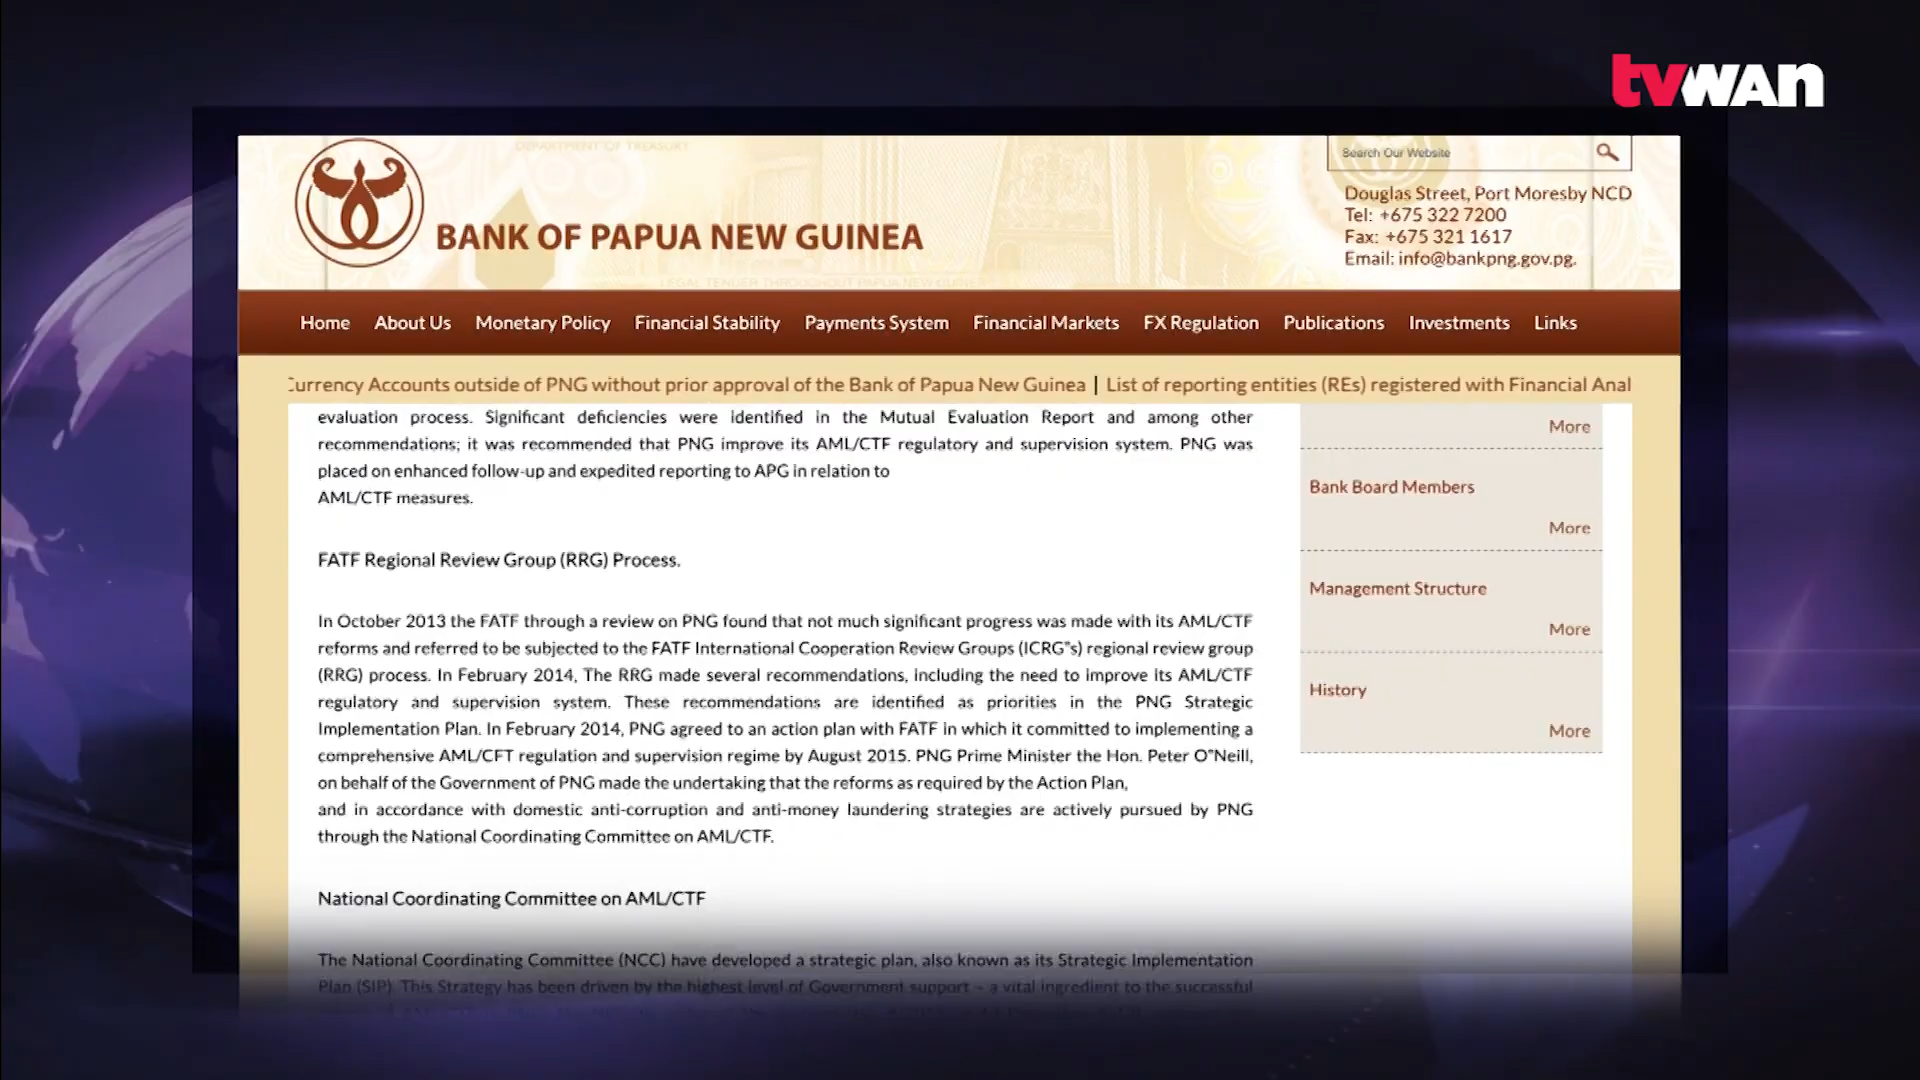 tvwan
DEPARTMENT OF TREASURY
Search Our Website
Douglas Street, Port Moresby NCD
Tel: +675 322 7200
Fax: +675 321 1617
Email: info@bankpng.gov.pg.
BANK OF PAPUA NEW GUINEA
LEGAL TENDER THROUGHOUT PAPUA NEW GUINEA
Home About Us Monetary Policy Financial Stability Payments System Financial Markets FX Regulation Publications Investments Links
Currency Accounts outside of PNG without prior approval of the Bank of Papua New Guinea | List of reporting entities (REs) registered with Financial Anal
evaluation process. Significant deficiencies were identified in the Mutual Evaluation Report and among other
recommendations; it was recommended that PNG improve its AML/CTF regulatory and supervision system. PNG was
placed on enhanced follow-up and expedited reporting to APG in relation to
AML/CTF measures.
FATF Regional Review Group (RRG) Process.
In October 2013 the FATF through a review on PNG found that not much significant progress was made with its AML/CTF
reforms and referred to be subjected to the FATF International Cooperation Review Groups (ICRG"s) regional review group
(RRG) process. In February 2014, The RRG made several recommendations, including the need to improve its AML/CTF
regulatory and supervision system. These recommendations are identified as priorities in the PNG Strategic
Implementation Plan. In February 2014, PNG agreed to an action plan with FATF in which it committed to implementing a
comprehensive AML/CFT regulation and supervision regime by August 2015. PNG Prime Minister the Hon. Peter O"Neill,
on behalf of the Government of PNG made the undertaking that the reforms as required by the Action Plan,
and in accordance with domestic anti-corruption and anti-money laundering strategies are actively pursued by PNG
through the National Coordinating Committee on AML/CTF.
National Coordinating Committee on AML/CTF
The National Coordinating Committee (NCC) have developed a strategic plan, also known as its Strategic Implementation
Plan (SIP). This Strategy has been driven by the highest level of Government support – a vital ingredient to the successful
More
Bank Board Members
More
Management Structure
More
History
More